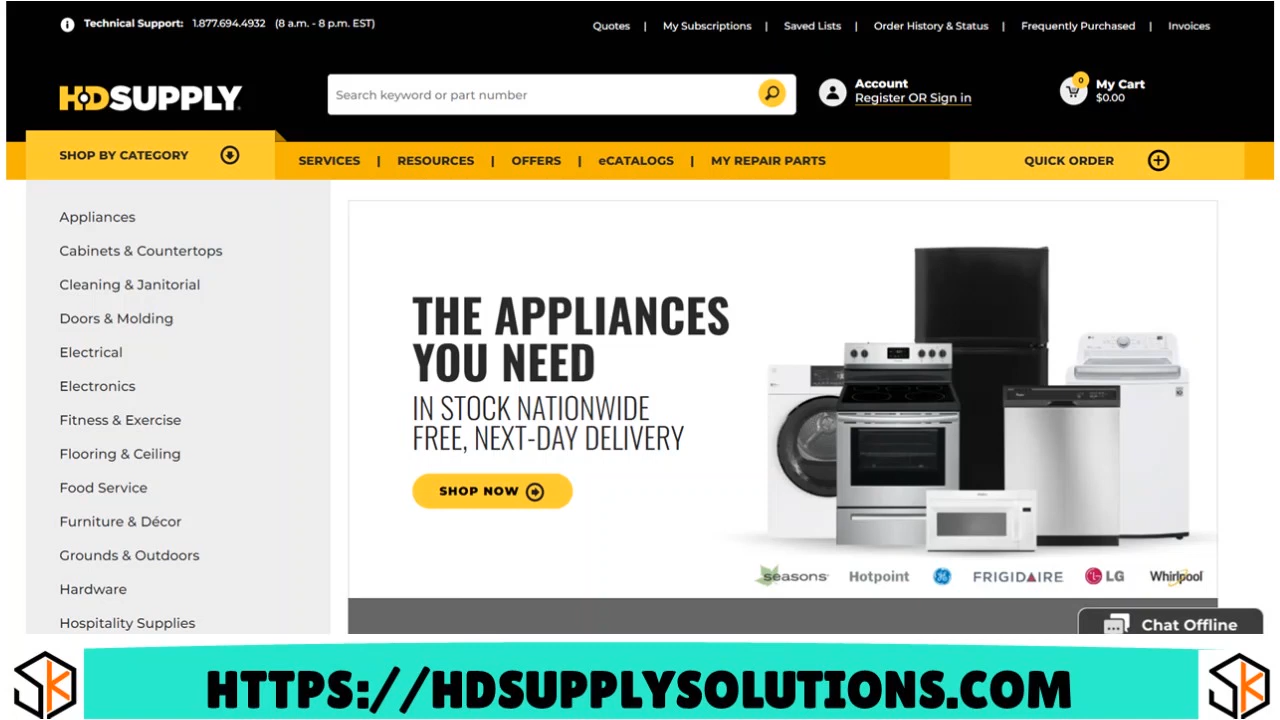 Technical Support: 1.877.694.4932 (8 a.m. - 8 p.m. EST)
Quotes | My Subscriptions | Saved Lists | Order History & Status | Frequently Purchased | Invoices
HDSUPPLY
Search keyword or part number
Account
Register OR Sign in
0
My Cart
$0.00
SHOP BY CATEGORY
SERVICES | RESOURCES | OFFERS | eCATALOGS | MY REPAIR PARTS
QUICK ORDER
Appliances
Cabinets & Countertops
Cleaning & Janitorial
Doors & Molding
Electrical
Electronics
Fitness & Exercise
Flooring & Ceiling
Food Service
Furniture & Décor
Grounds & Outdoors
Hardware
Hospitality Supplies
THE APPLIANCES
YOU NEED
IN STOCK NATIONWIDE
FREE, NEXT-DAY DELIVERY
SHOP NOW
seasons Hotpoint GE FRIGIDAIRE LG Whirlpool
Chat Offline
SK HTTPS://HDSUPPLYSOLUTIONS.COM SK